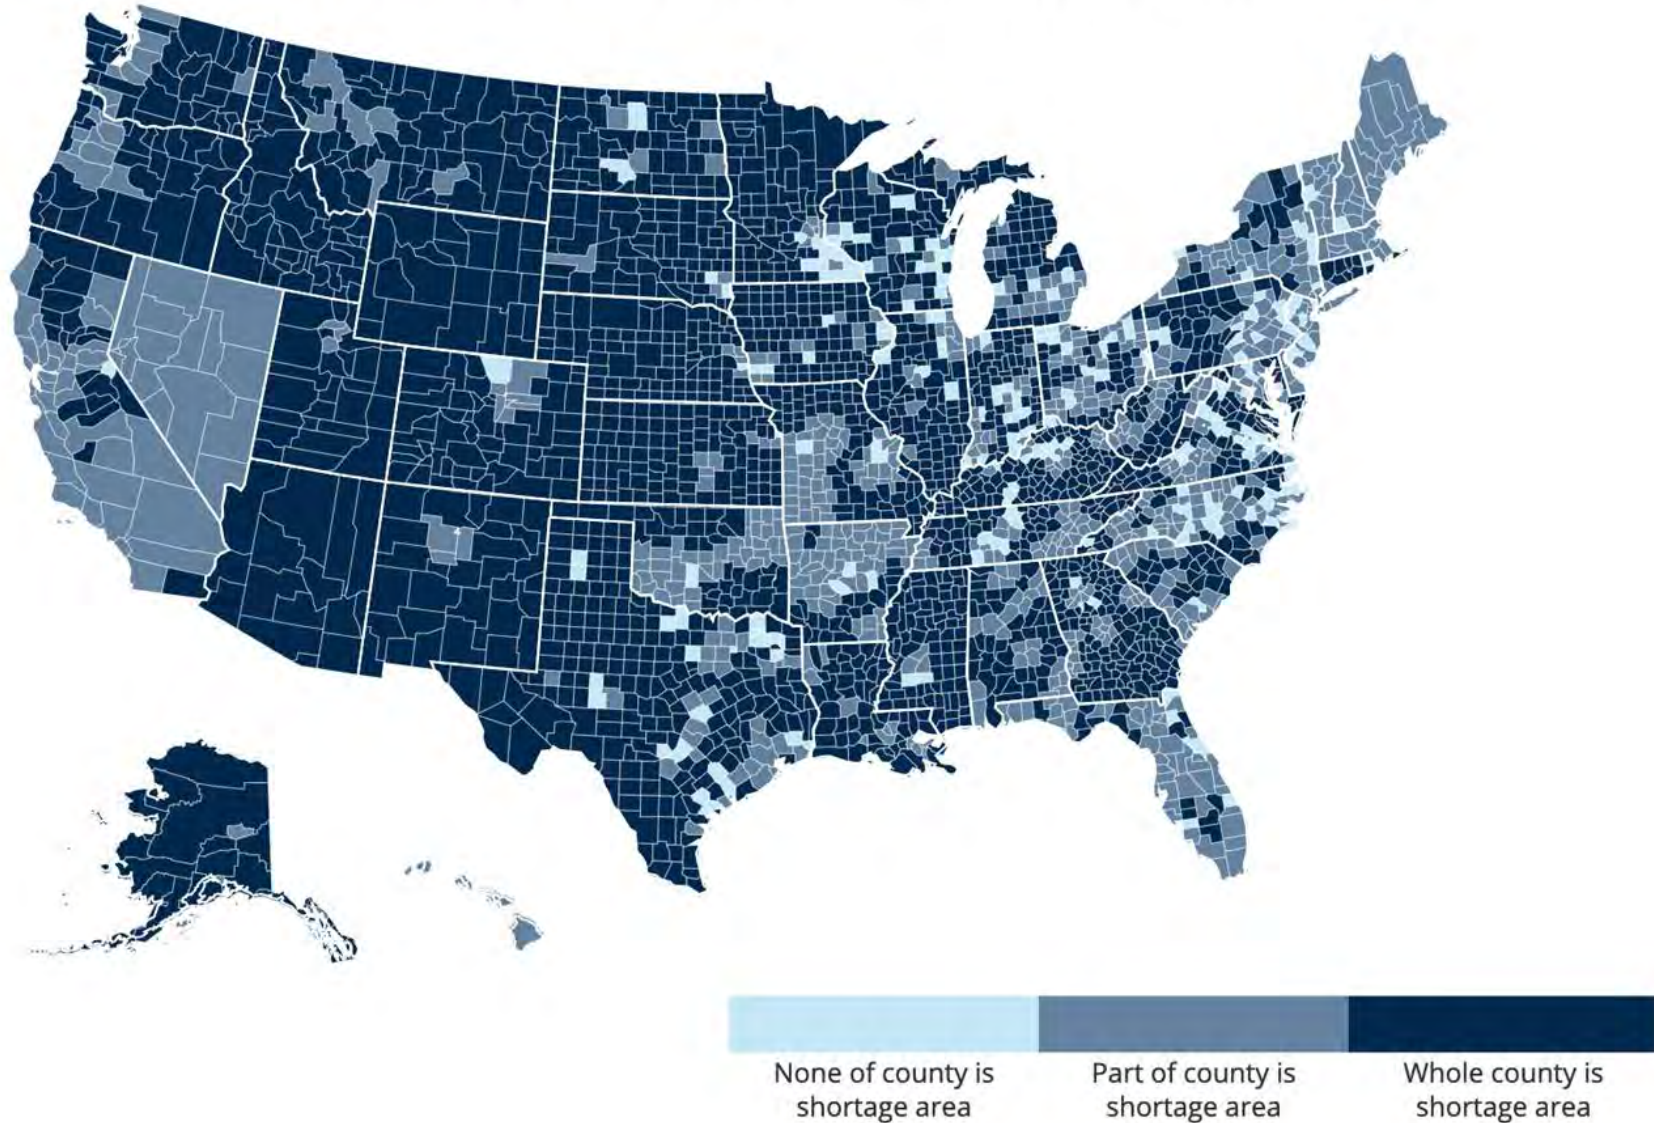 None of county is
shortage area
Part of county is
shortage area
Whole county is
shortage area